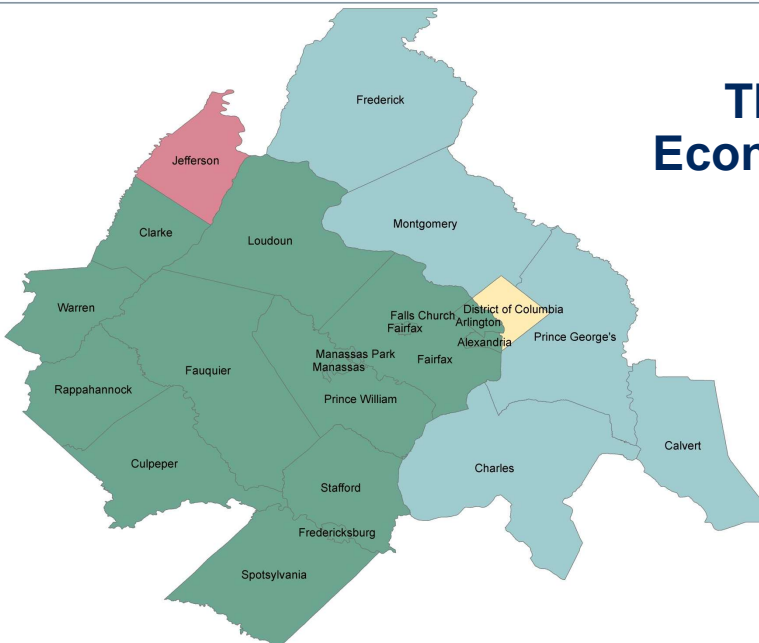 Th
Econ
Frederick
Jefferson
Montgomery
Clarke
Loudoun
Warren
Falls Church
Fairfax
District of Columbia
Arlington
Alexandria
Prince George's
Manassas Park
Manassas
Fairfax
Rappahannock
Fauquier
Prince William
Culpeper
Calvert
Charles
Stafford
Fredericksburg
Spotsylvania